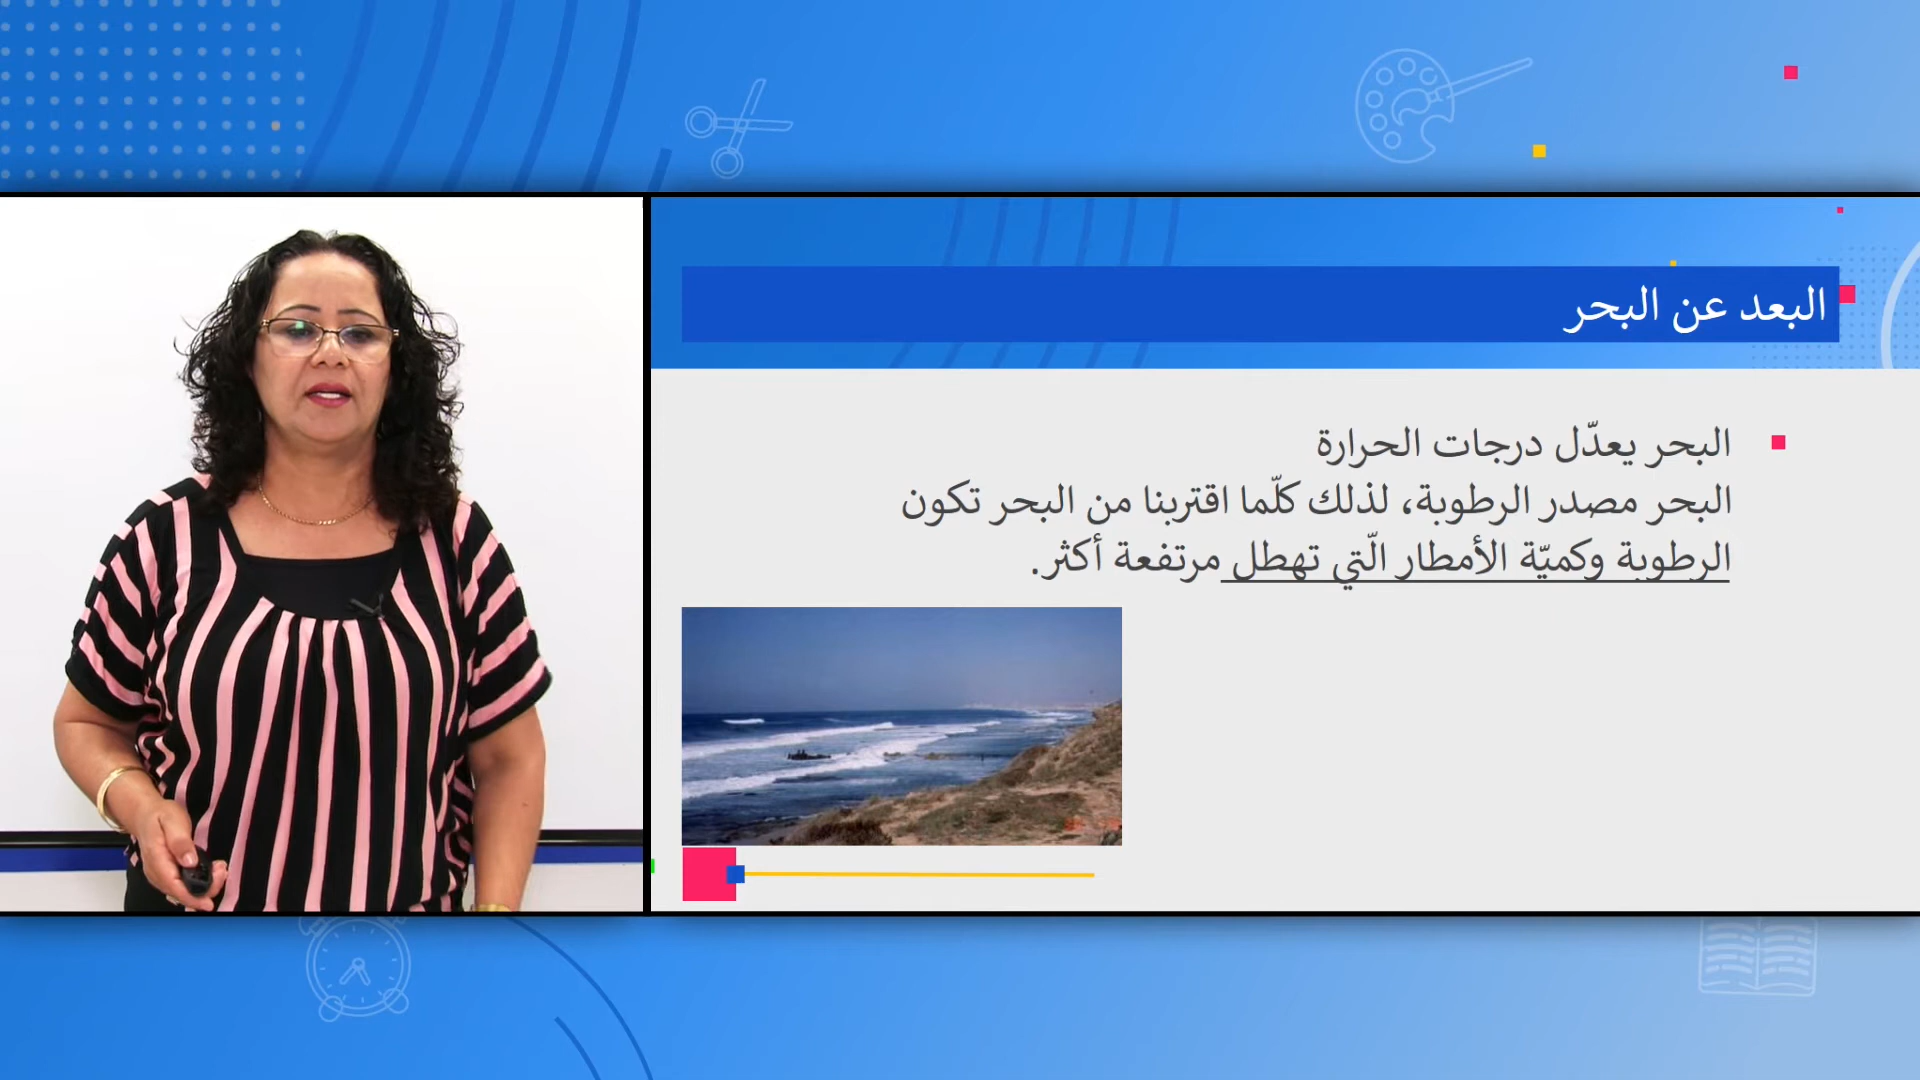 البعد عن البحر
البحر يعدّل درجات الحرارة
البحر مصدر الرطوبة، لذلك كلّما اقتربنا من البحر تكون
الرطوبة وكميّة الأمطار الّتي تهطل مرتفعة أكثر.